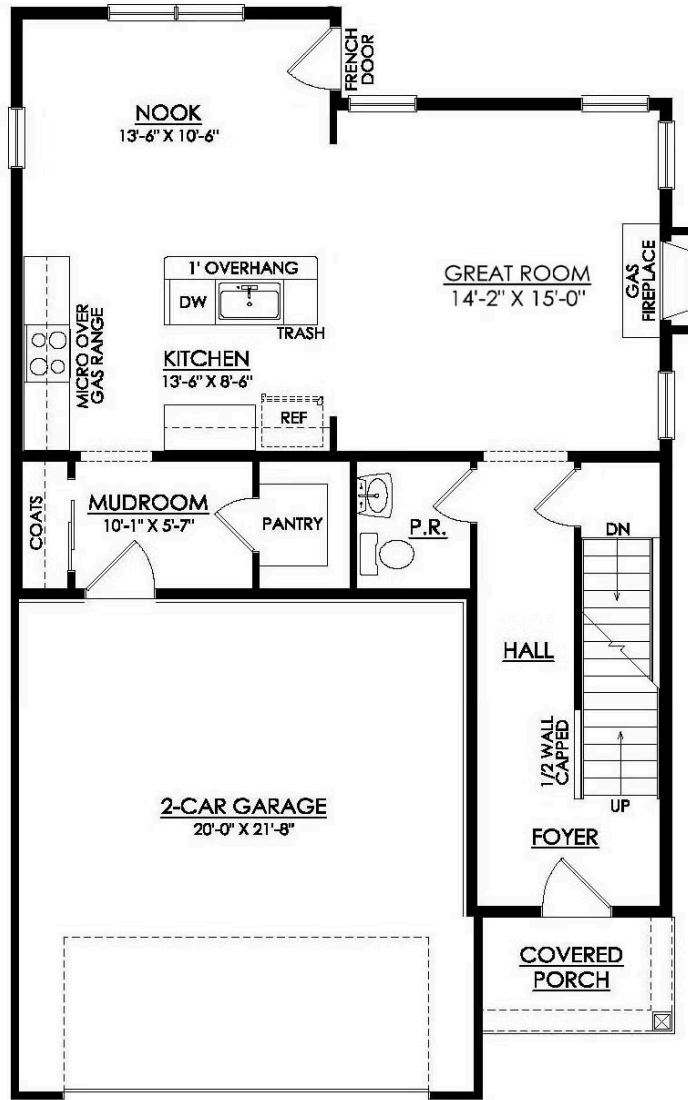 FRENCH
DOOR
NOOK
13'-6" X 10'-6"
1' OVERHANG
DW
TRASH
MICRO OVER
GAS RANGE
KITCHEN
13'-6" X 8'-6"
REF
GREAT ROOM
14'-2" X 15'-0"
GAS
FIREPLACE
COATS
MUDROOM
10'-1" X 5'-7"
PANTRY
P.R.
DN
HALL
1/2 WALL
CAPPED
UP
2-CAR GARAGE
20'-0" X 21'-8"
FOYER
COVERED
PORCH